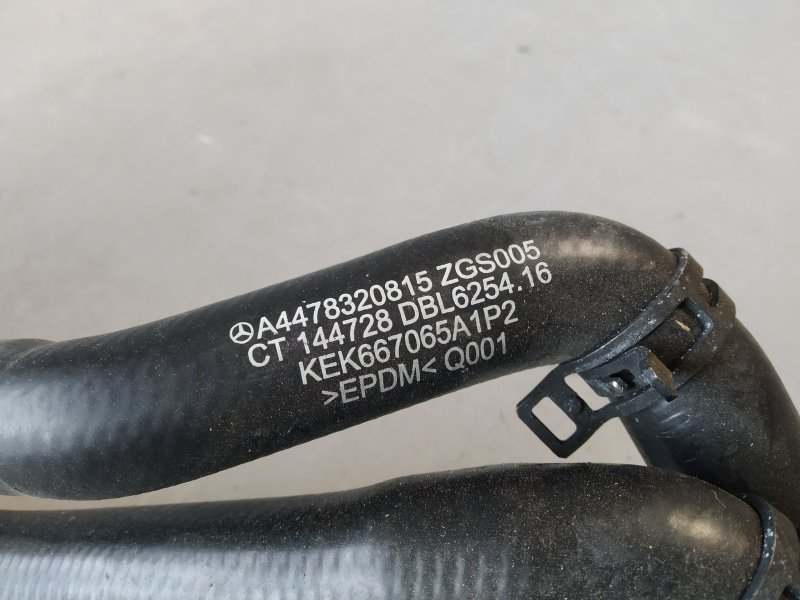 A4478320815 ZGS005
CT 144728 DBL6254.16
KEK667065A1P2
>EPDM< Q001